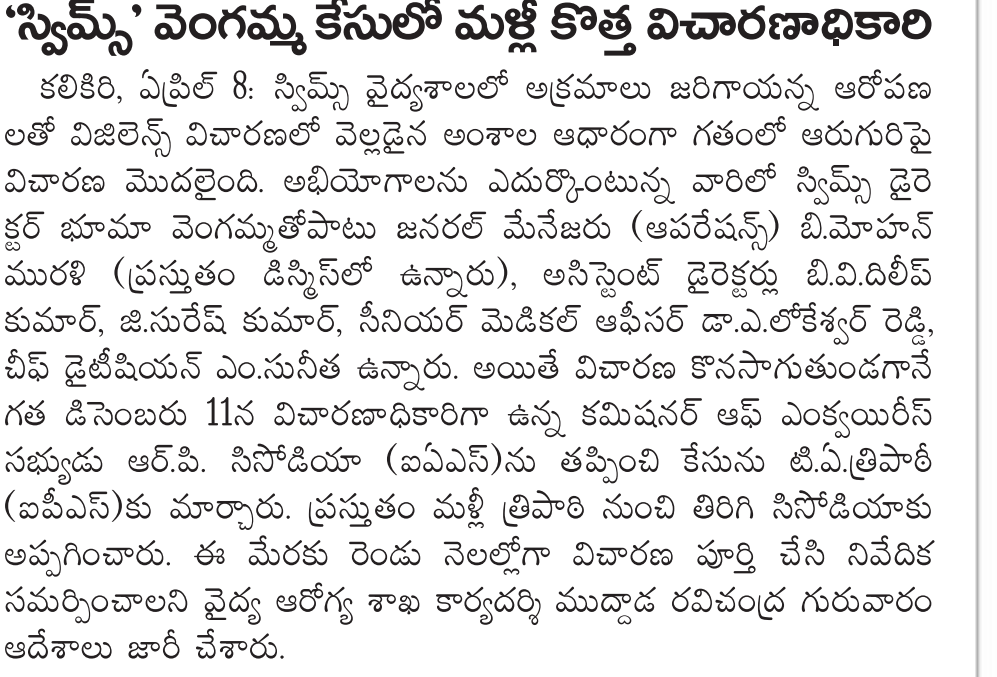 ‘స్విమ్స్’ వెంగమ్మ కేసులో మళ్లీ కొత్త విచారణాధికారి
కలికిరి, ఏప్రిల్ 8: స్విమ్స్ వైద్యశాలలో అక్రమాలు జరిగాయన్న ఆరోపణ
లతో విజిలెన్స్ విచారణలో వెల్లడైన అంశాల ఆధారంగా గతంలో ఆరుగురిపై
విచారణ మొదలైంది. అభియోగాలను ఎదుర్కొంటున్న వారిలో స్విమ్స్ డైరె
క్టర్ భూమా వెంగమ్మతోపాటు జనరల్ మేనేజరు (ఆపరేషన్స్) బి.మోహన్
మురళి (ప్రస్తుతం డిస్మిస్‌లో ఉన్నారు), అసిస్టెంట్ డైరెక్టర్లు బి.వి.దిలీప్
కుమార్, జి.సురేష్ కుమార్, సీనియర్ మెడికల్ ఆఫీసర్ డా.ఎ.లోకేశ్వర్ రెడ్డి,
చీఫ్ డైటీషియన్ ఎం.సునీత ఉన్నారు. అయితే విచారణ కొనసాగుతుండగానే
గత డిసెంబరు 11న విచారణాధికారిగా ఉన్న కమిషనర్ ఆఫ్ ఎంక్వయిరీస్
సభ్యుడు ఆర్.పి. సిసోడియా (ఐఏఎస్)ను తప్పించి కేసును టి.ఏ.త్రిపాఠీ
(ఐపీఎస్)కు మార్చారు. ప్రస్తుతం మళ్లీ త్రిపాఠి నుంచి తిరిగి సిసోడియాకు
అప్పగించారు. ఈ మేరకు రెండు నెలల్లోగా విచారణ పూర్తి చేసి నివేదిక
సమర్పించాలని వైద్య ఆరోగ్య శాఖ కార్యదర్శి ముద్దాడ రవిచంద్ర గురువారం
ఆదేశాలు జారీ చేశారు.